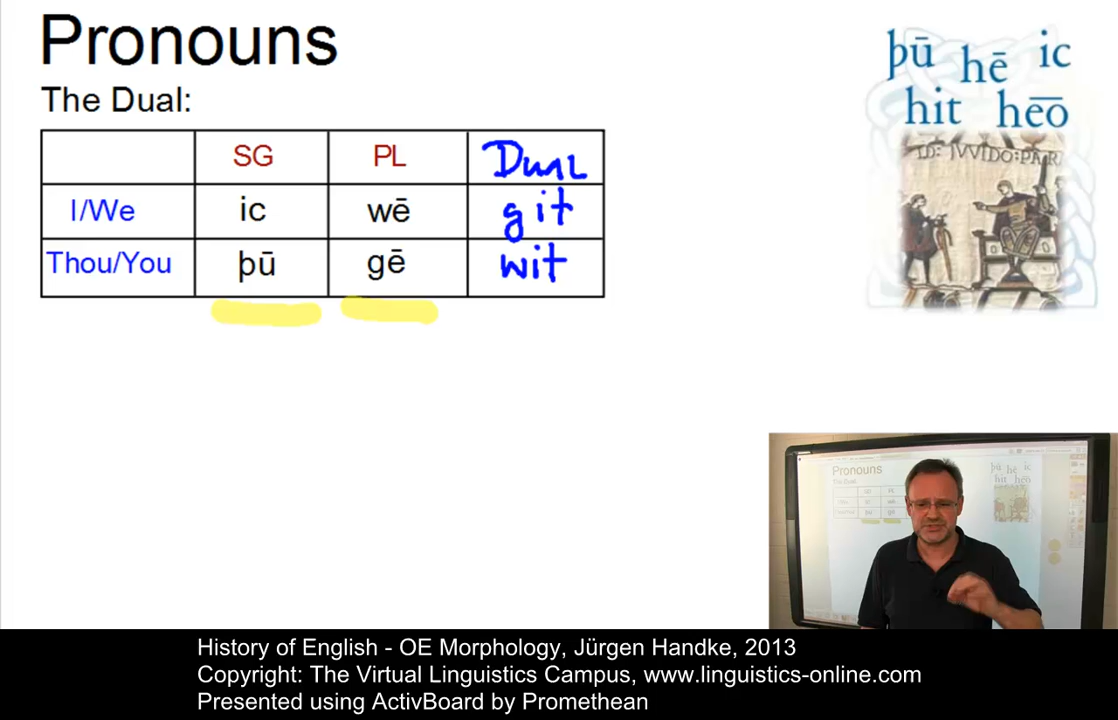 Pronouns
The Dual:
SG PL Dual
I/We ic wē git
Thou/You þū gē wit
þū hē ic
hit hēo
Pronouns
History of English - OE Morphology, Jürgen Handke, 2013
Copyright: The Virtual Linguistics Campus, www.linguistics-online.com
Presented using ActivBoard by Promethean